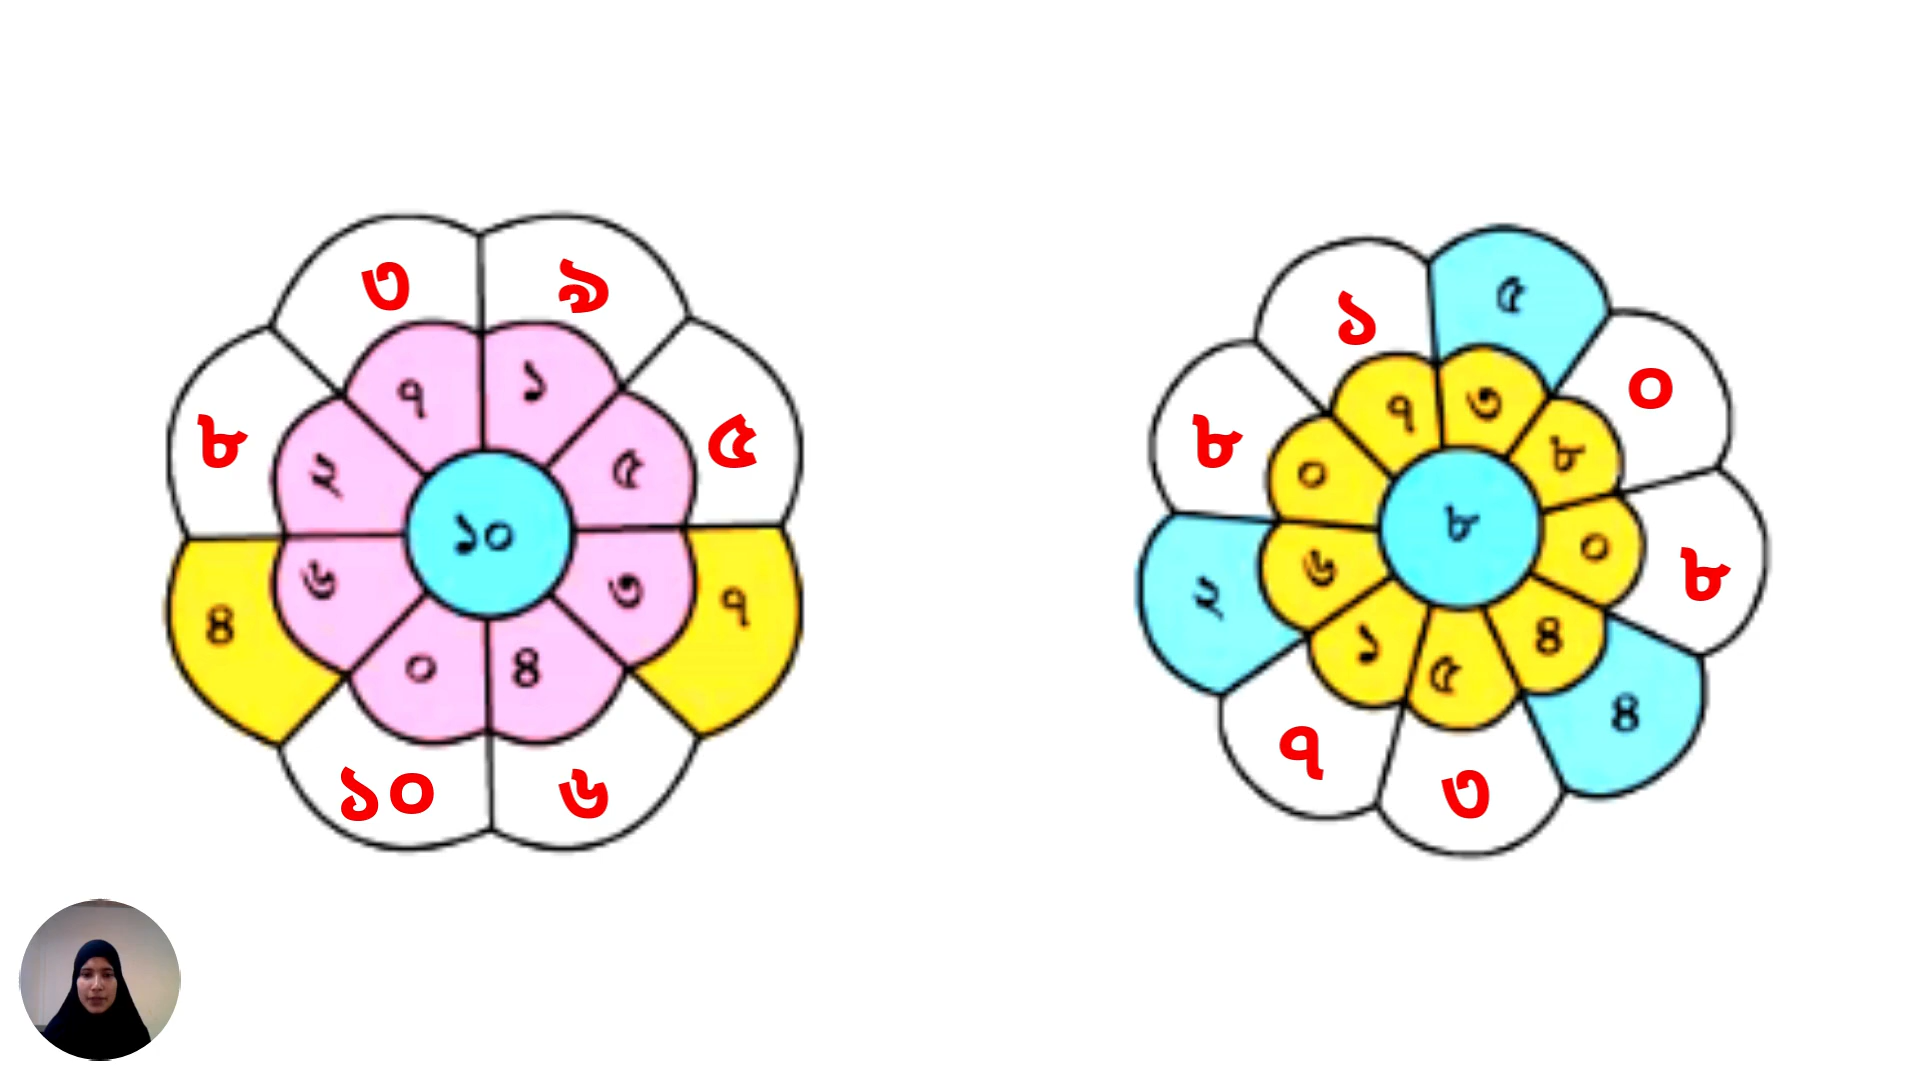 ৩ ৯
৮ ৭ ১ ৫
২ ৫
১০
৬ ৩
৪ ৭
০ ৪
১০ ৬
৫
১ ০
৮ ৭ ৩ ৮
০
৮
২ ৬ ০ ৮
১ ৫ ৪
৭ ৩ ৪